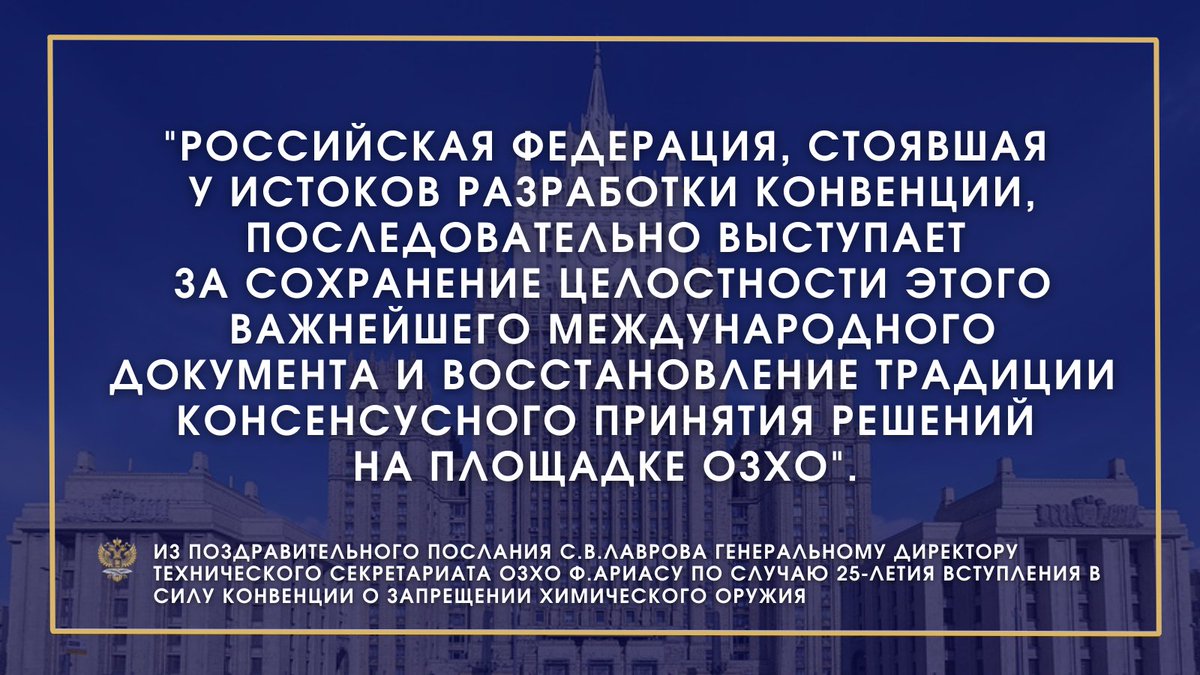 "РОССИЙСКАЯ ФЕДЕРАЦИЯ, СТОЯВШАЯ
У ИСТОКОВ РАЗРАБОТКИ КОНВЕНЦИИ,
ПОСЛЕДОВАТЕЛЬНО ВЫСТУПАЕТ
ЗА СОХРАНЕНИЕ ЦЕЛОСТНОСТИ ЭТОГО
ВАЖНЕЙШЕГО МЕЖДУНАРОДНОГО
ДОКУМЕНТА И ВОССТАНОВЛЕНИЕ ТРАДИЦИИ
КОНСЕНСУСНОГО ПРИНЯТИЯ РЕШЕНИЙ
НА ПЛОЩАДКЕ ОЗХО".
ИЗ ПОЗДРАВИТЕЛЬНОГО ПОСЛАНИЯ С.В.ЛАВРОВА ГЕНЕРАЛЬНОМУ ДИРЕКТОРУ
ТЕХНИЧЕСКОГО СЕКРЕТАРИАТА ОЗХО Ф.АРИАСУ ПО СЛУЧАЮ 25-ЛЕТИЯ ВСТУПЛЕНИЯ В
СИЛУ КОНВЕНЦИИ О ЗАПРЕЩЕНИИ ХИМИЧЕСКОГО ОРУЖИЯ